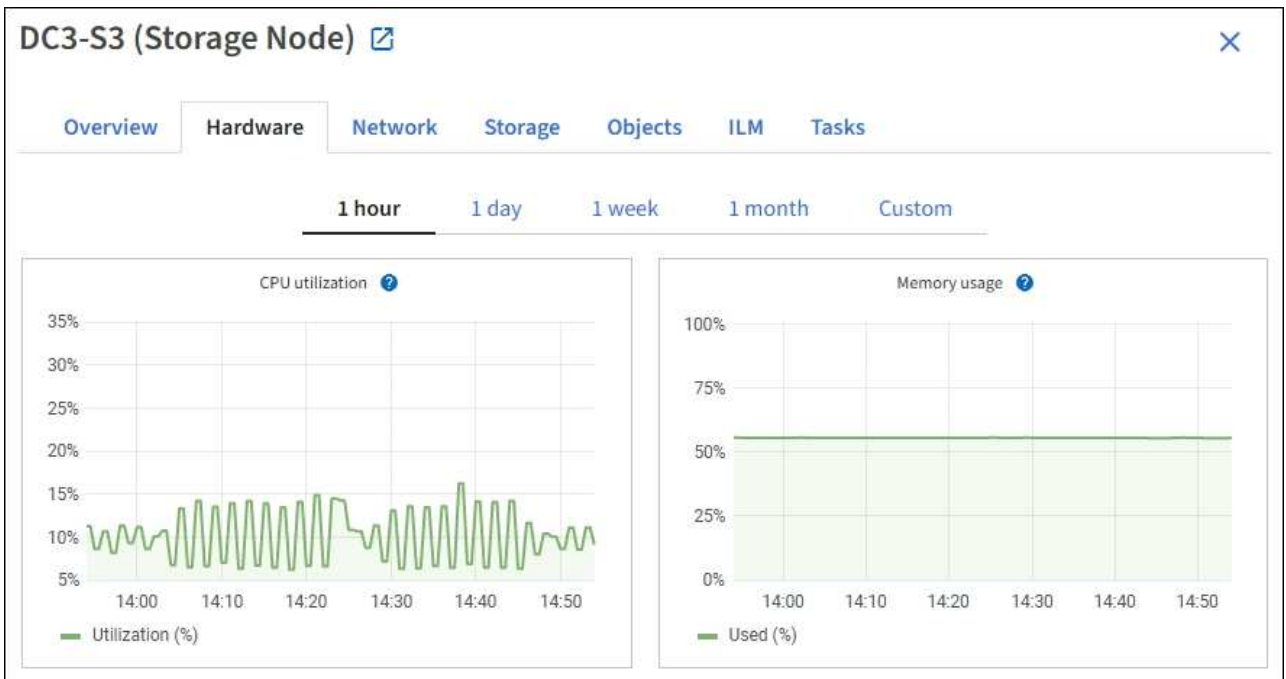 DC3-S3 (Storage Node)
Overview Hardware Network Storage Objects ILM Tasks
1 hour 1 day 1 week 1 month Custom
CPU utilization ?
35%
30%
25%
20%
15%
10%
5%
14:00 14:10 14:20 14:30 14:40 14:50
Utilization (%)
Memory usage ?
100%
75%
50%
25%
0%
14:00 14:10 14:20 14:30 14:40 14:50
Used (%)